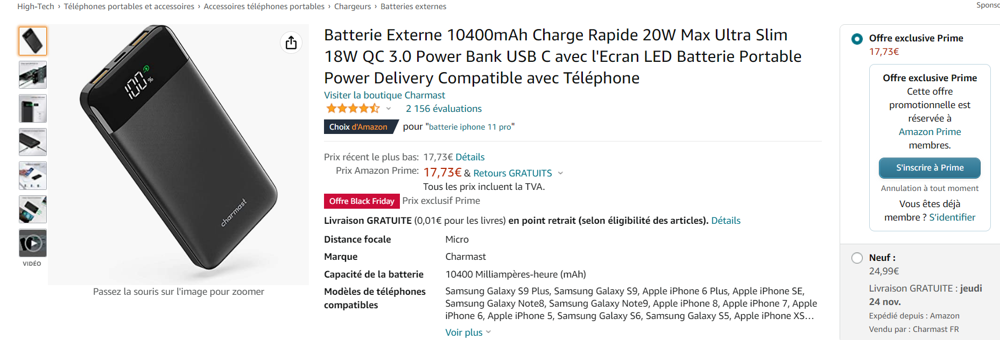 High-Tech › Téléphones portables et accessoires › Accessoires téléphones portables › Chargeurs › Batteries externes
100%
charmast
VIDÉO
Passez la souris sur l'image pour zoomer
Batterie Externe 10400mAh Charge Rapide 20W Max Ultra Slim
18W QC 3.0 Power Bank USB C avec l'Ecran LED Batterie Portable
Power Delivery Compatible avec Téléphone
Visiter la boutique Charmast
2 156 évaluations
Choix d'Amazon pour "batterie iphone 11 pro"
Prix récent le plus bas: 17,73€ Détails
Prix Amazon Prime: 17,73€ & Retours GRATUITS
Tous les prix incluent la TVA.
Offre Black Friday Prix exclusif Prime
Livraison GRATUITE (0,01€ pour les livres) en point retrait (selon éligibilité des articles). Détails
Distance focale Micro
Marque Charmast
Capacité de la batterie 10400 Milliampères-heure (mAh)
Modèles de téléphones
compatibles
Samsung Galaxy S9 Plus, Samsung Galaxy S9, Apple iPhone 6 Plus, Apple iPhone SE,
Samsung Galaxy Note8, Samsung Galaxy Note9, Apple iPhone 8, Apple iPhone 7, Apple
iPhone 6, Apple iPhone 5, Samsung Galaxy S6, Samsung Galaxy S5, Apple iPhone XS…
Voir plus
Sponso
Offre exclusive Prime
17,73€
Offre exclusive Prime
Cette offre
promotionnelle est
réservée à
Amazon Prime
membres.
S'inscrire à Prime
Annulation à tout moment
Vous êtes déjà
membre ? S'identifier
Neuf :
24,99€
Livraison GRATUITE : jeudi
24 nov.
Expédié depuis : Amazon
Vendu par : Charmast FR